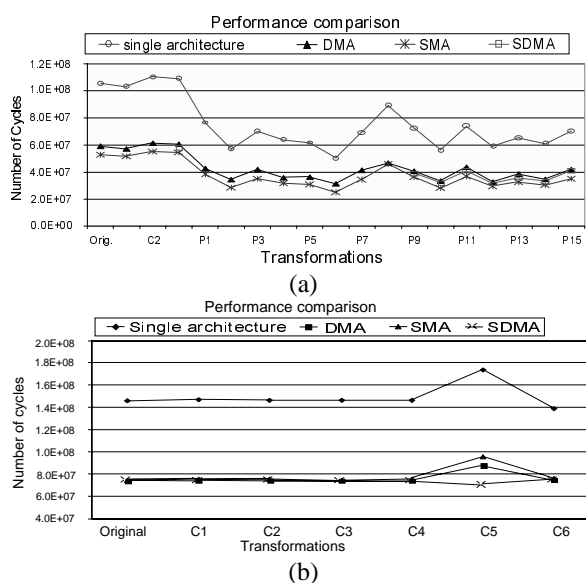 Performance comparison
(a)
single architecture DMA SMA SDMA
1.2E+08
1.0E+08
8.0E+07
6.0E+07
4.0E+07
2.0E+07
0.0E+00
Number of Cycles
Orig. C2 P1 P3 P4 P5 P6 P7 P8 P9 P11 P13 P15
Transformations
(a)
Performance comparison
Single architecture DMA SMA SDMA
2.0E+08
1.8E+08
1.6E+08
1.4E+08
1.2E+08
1.0E+08
8.0E+07
6.0E+07
4.0E+07
Number of cycles
Original C1 C2 C3 C4 C5 C6
Transformations
(b)